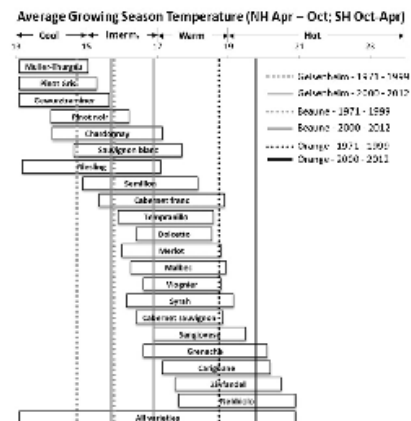 Average Growing Season Temperature (NH Apr – Oct; SH Oct-Apr)
Cool Interm. Warm Hot
13 15 17 19 21 23
Muller-Thurgau
Pinot Gris
Gewurztraminer
Pinot noir
Chardonnay
Sauvignon blanc
Riesling
Semillon
Cabernet franc
Tempranillo
Dolcetto
Merlot
Malbec
Viognier
Syrah
Cabernet sauvignon
Sangiovese
Grenache
Carignane
Zinfandel
Nebbiolo
All varieties
Geisenheim - 1971 - 1999
Geisenheim - 2000 - 2012
Beaune - 1971 - 1999
Beaune - 2000 - 2012
Orange - 1971 - 1999
Orange - 2000 - 2012